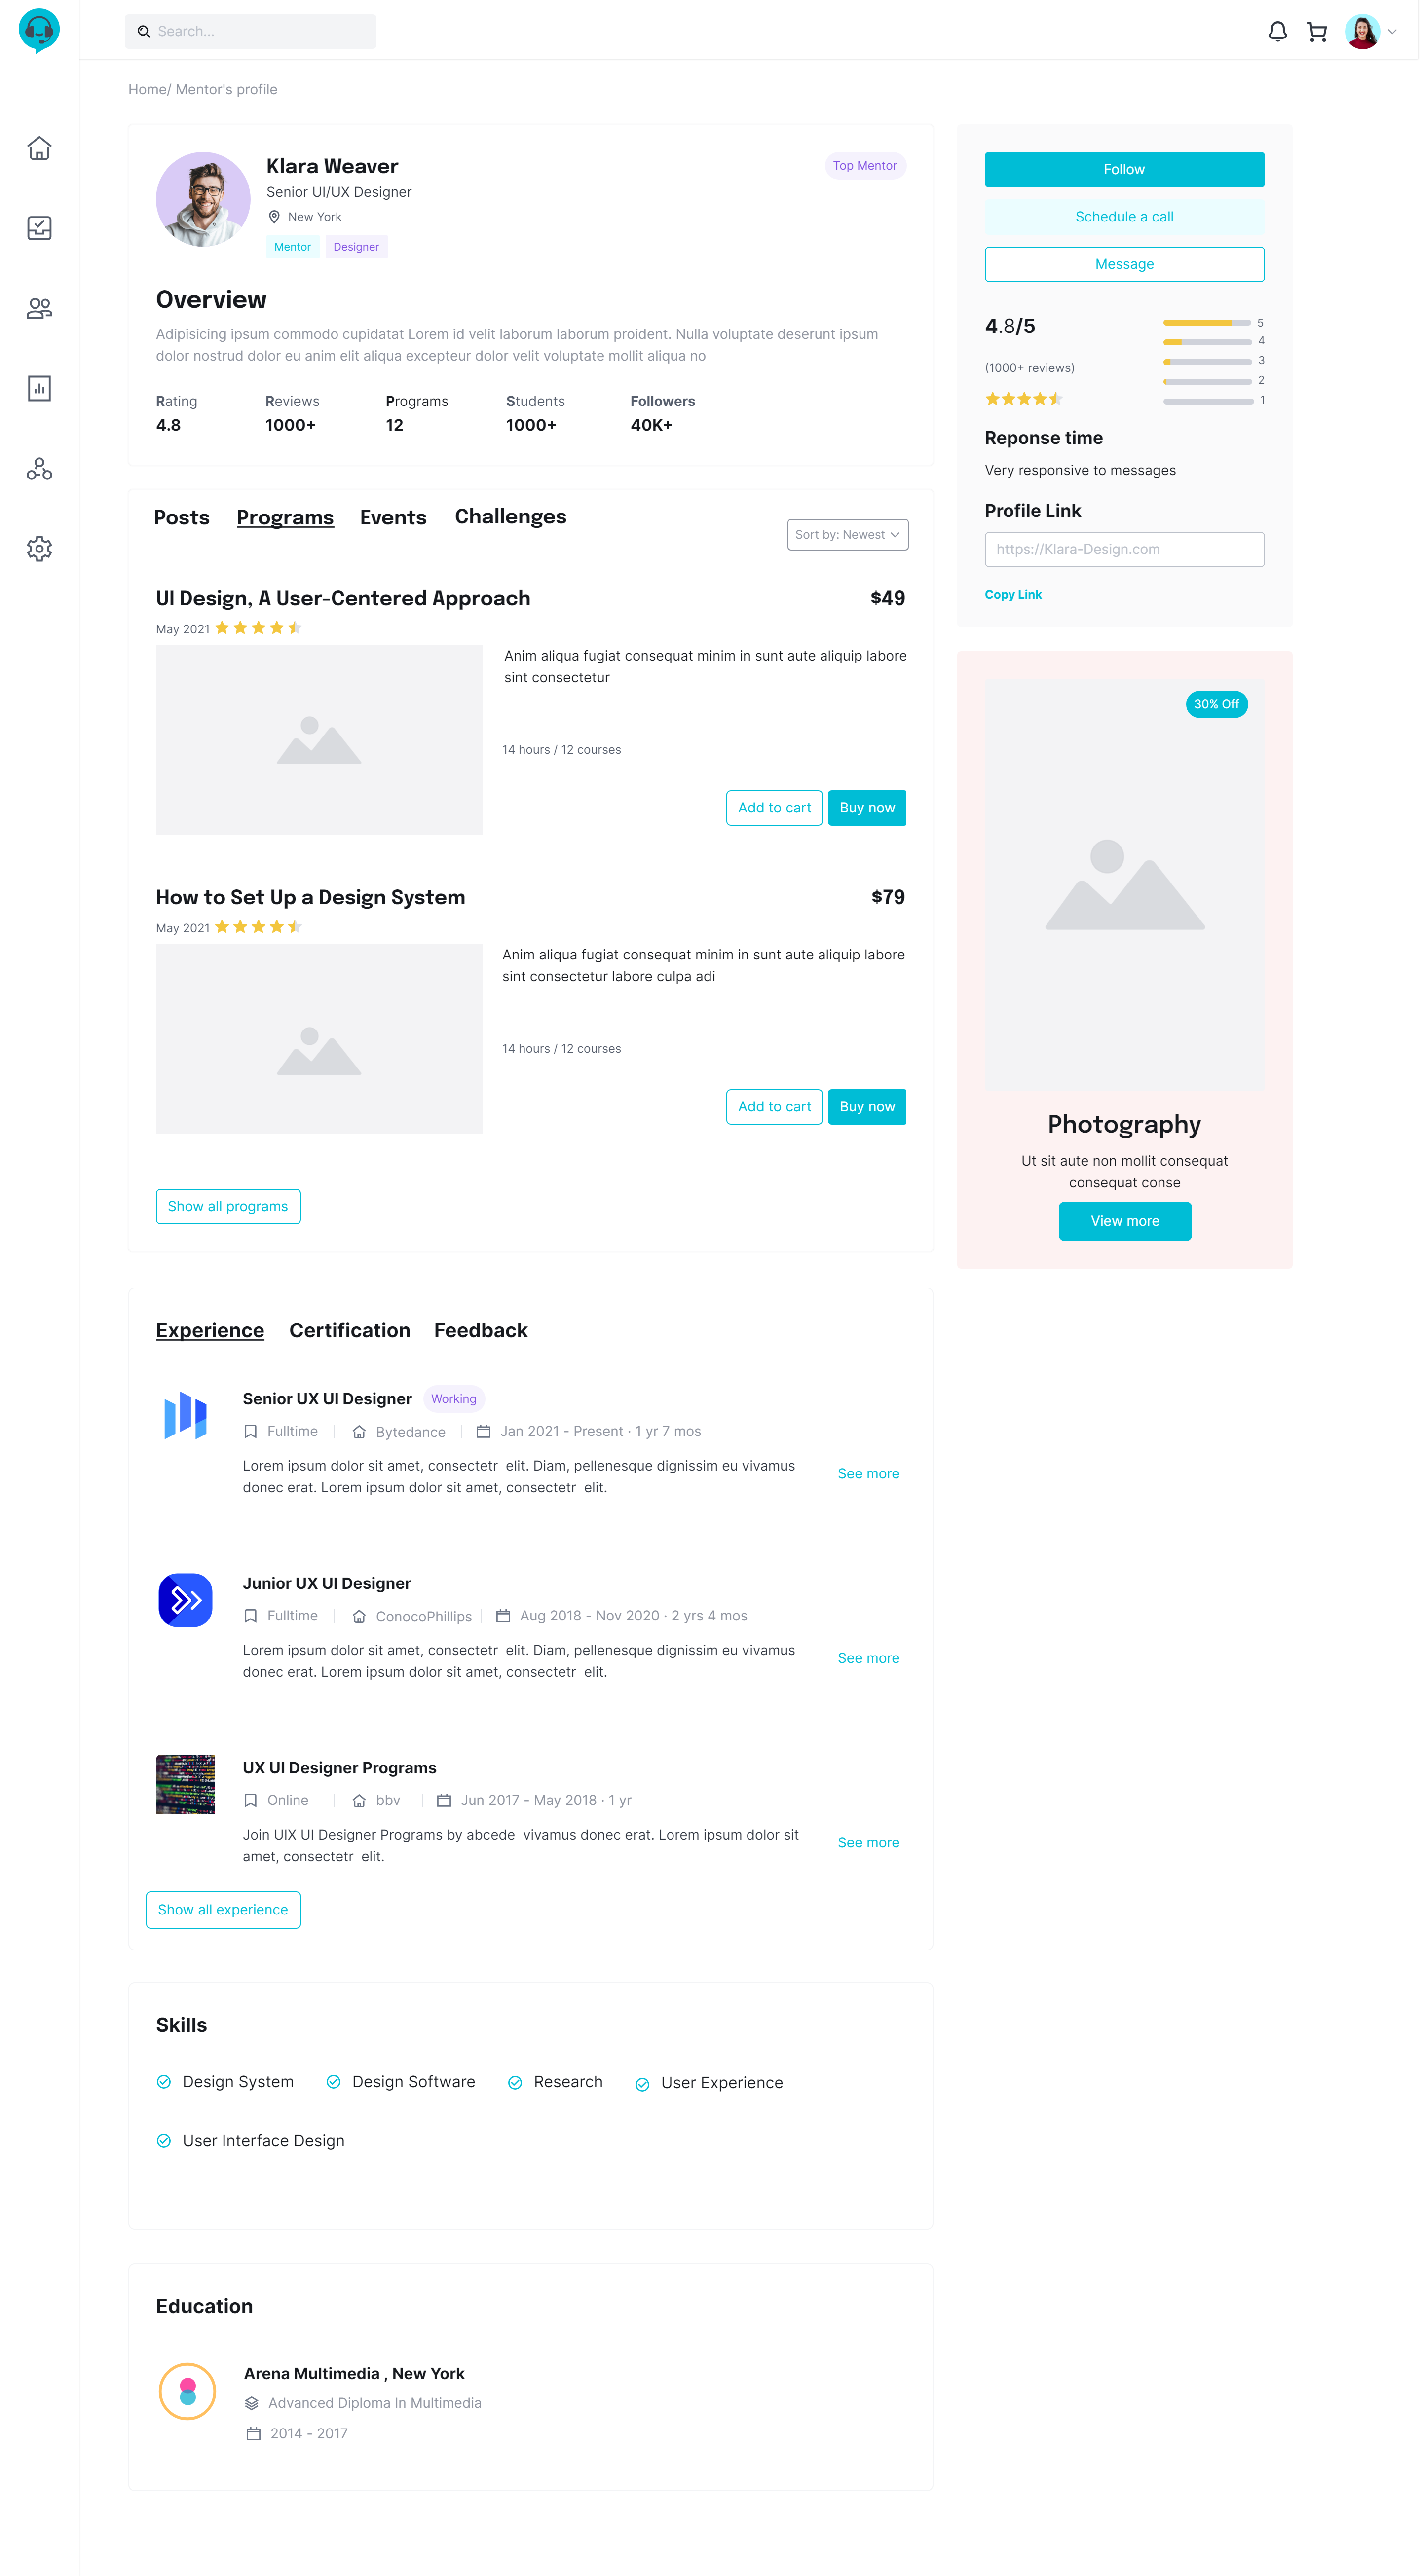 Search...
Home/ Mentor's profile
Klara Weaver
Top Mentor
Senior UI/UX Designer
New York
Mentor
Designer
Overview
Adipisicing ipsum commodo cupidatat Lorem id velit laborum laborum proident. Nulla voluptate deserunt ipsum
dolor nostrud dolor eu anim elit aliqua excepteur dolor velit voluptate mollit aliqua no
Rating Reviews Programs Students Followers
4.8 1000+ 12 1000+ 40K+
Follow
Schedule a call
Message
4.8/5
(1000+ reviews)
5
4
3
2
1
Reponse time
Very responsive to messages
Profile Link
https://Klara-Design.com
Copy Link
Posts Programs Events Challenges
Sort by: Newest
UI Design, A User-Centered Approach $49
May 2021
Anim aliqua fugiat consequat minim in sunt aute aliquip labore
sint consectetur
14 hours / 12 courses
Add to cart Buy now
How to Set Up a Design System $79
May 2021
Anim aliqua fugiat consequat minim in sunt aute aliquip labore
sint consectetur labore culpa adi
14 hours / 12 courses
Add to cart Buy now
Show all programs
30% Off
Photography
Ut sit aute non mollit consequat
consequat conse
View more
Experience Certification Feedback
Senior UX UI Designer Working
Fulltime Bytedance Jan 2021 - Present · 1 yr 7 mos
Lorem ipsum dolor sit amet, consectetr elit. Diam, pellenesque dignissim eu vivamus
donec erat. Lorem ipsum dolor sit amet, consectetr elit.
See more
Junior UX UI Designer
Fulltime ConocoPhillips Aug 2018 - Nov 2020 · 2 yrs 4 mos
Lorem ipsum dolor sit amet, consectetr elit. Diam, pellenesque dignissim eu vivamus
donec erat. Lorem ipsum dolor sit amet, consectetr elit.
See more
UX UI Designer Programs
Online bbv Jun 2017 - May 2018 · 1 yr
Join UIX UI Designer Programs by abcede vivamus donec erat. Lorem ipsum dolor sit
amet, consectetr elit.
See more
Show all experience
Skills
Design System Design Software Research User Experience
User Interface Design
Education
Arena Multimedia , New York
Advanced Diploma In Multimedia
2014 - 2017